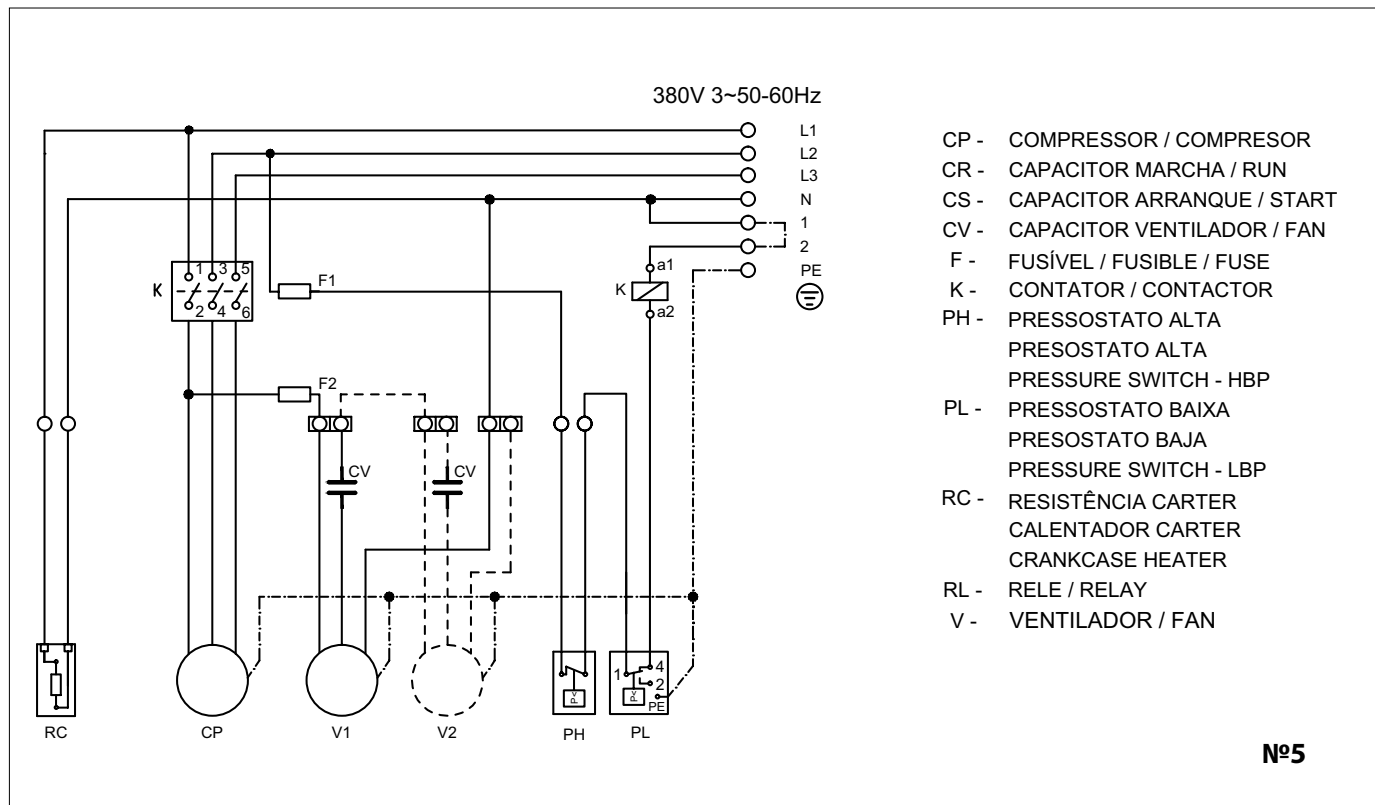 380V 3~50-60Hz
L1
L2
L3
N
1
2
PE
1 3 5
K
2 4 6
F1
K
a1
a2
F2
CV
CV
1
4
2
P<
P<
PE
RC
CP
V1
V2
PH
PL
CP - COMPRESSOR / COMPRESOR
CR - CAPACITOR MARCHA / RUN
CS - CAPACITOR ARRANQUE / START
CV - CAPACITOR VENTILADOR / FAN
F - FUSÍVEL / FUSIBLE / FUSE
K - CONTATOR / CONTACTOR
PH - PRESSOSTATO ALTA
PRESOSTATO ALTA
PRESSURE SWITCH - HBP
PL - PRESSOSTATO BAIXA
PRESOSTATO BAJA
PRESSURE SWITCH - LBP
RC - RESISTÊNCIA CARTER
CALENTADOR CARTER
CRANKCASE HEATER
RL - RELE / RELAY
V - VENTILADOR / FAN
Nº5